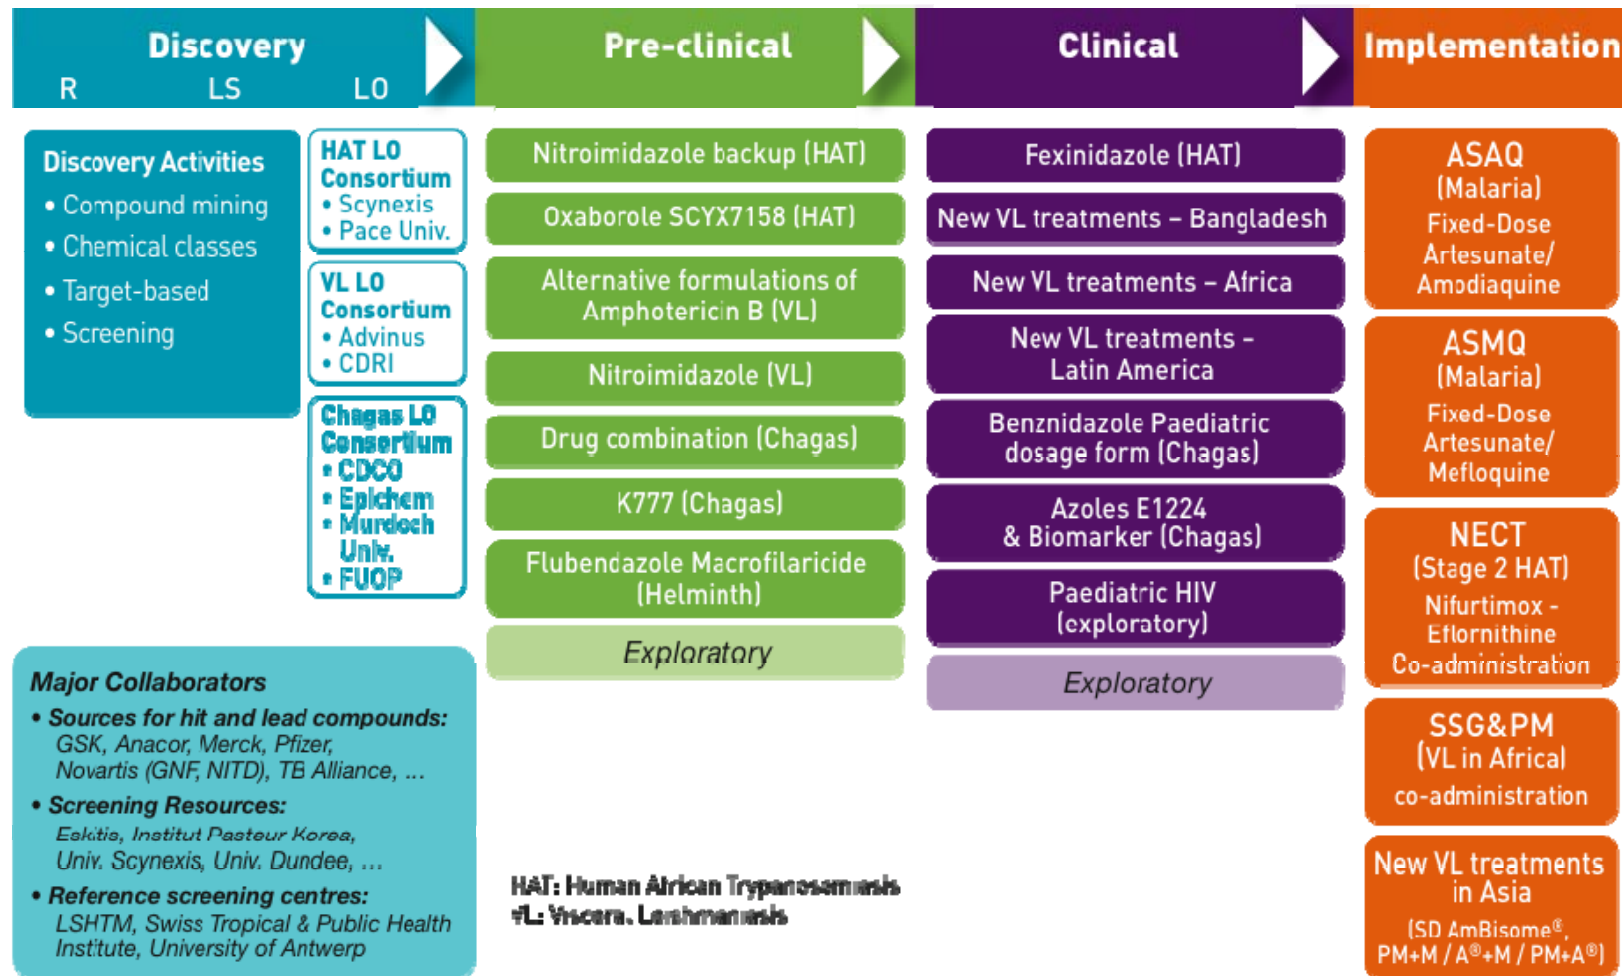 Discovery
R LS LO
Pre-clinical
Clinical
Implementation
Discovery Activities
• Compound mining
• Chemical classes
• Target-based
• Screening
HAT LO
Consortium
• Scynexis
• Pace Univ.
VL LO
Consortium
• Advinus
• CDRI
Chagas LO
Consortium
• CDCO
• Epichem
• Murdoch
Univ.
• FUOP
Major Collaborators
• Sources for hit and lead compounds:
GSK, Anacor, Merck, Pfizer,
Novartis (GNF, NITD), TB Alliance, ...
• Screening Resources:
Eskitis, Institut Pasteur Korea,
Univ. Scynexis, Univ. Dundee, ...
• Reference screening centres:
LSHTM, Swiss Tropical & Public Health
Institute, University of Antwerp
Nitroimidazole backup (HAT)
Oxaborole SCYX7158 (HAT)
Alternative formulations of
Amphotericin B (VL)
Nitroimidazole (VL)
Drug combination (Chagas)
K777 (Chagas)
Flubendazole Macrofilaricide
(Helminth)
Exploratory
HAT: Human African Trypanosomiasis
VL: Visceral Leishmaniasis
Fexinidazole (HAT)
New VL treatments – Bangladesh
New VL treatments – Africa
New VL treatments –
Latin America
Benznidazole Paediatric
dosage form (Chagas)
Azoles E1224
& Biomarker (Chagas)
Paediatric HIV
(exploratory)
Exploratory
ASAQ
(Malaria)
Fixed-Dose
Artesunate/
Amodiaquine
ASMQ
(Malaria)
Fixed-Dose
Artesunate/
Mefloquine
NECT
(Stage 2 HAT)
Nifurtimox -
Eflornithine
Co-administration
SSG&PM
(VL in Africa)
co-administration
New VL treatments
in Asia
(SD AmBisome®,
PM+M / A®+M / PM+A®)